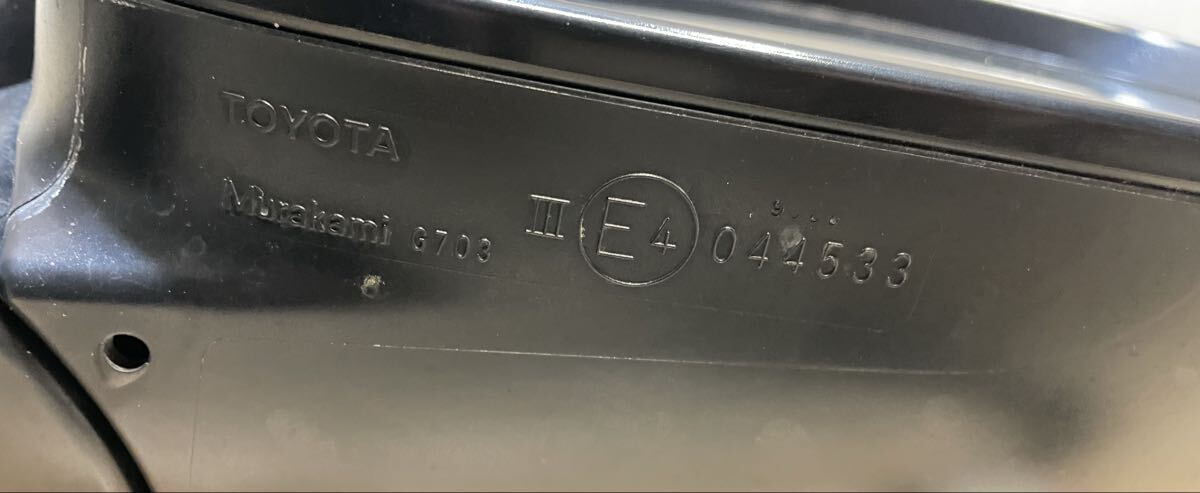 TOYOTA
Murakami G703 III E4 044533